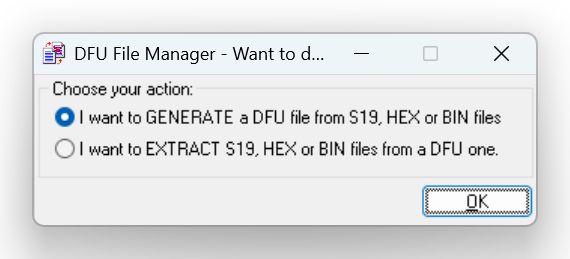 DFU File Manager - Want to d...
Choose your action:
I want to GENERATE a DFU file from S19, HEX or BIN files
I want to EXTRACT S19, HEX or BIN files from a DFU one.
OK